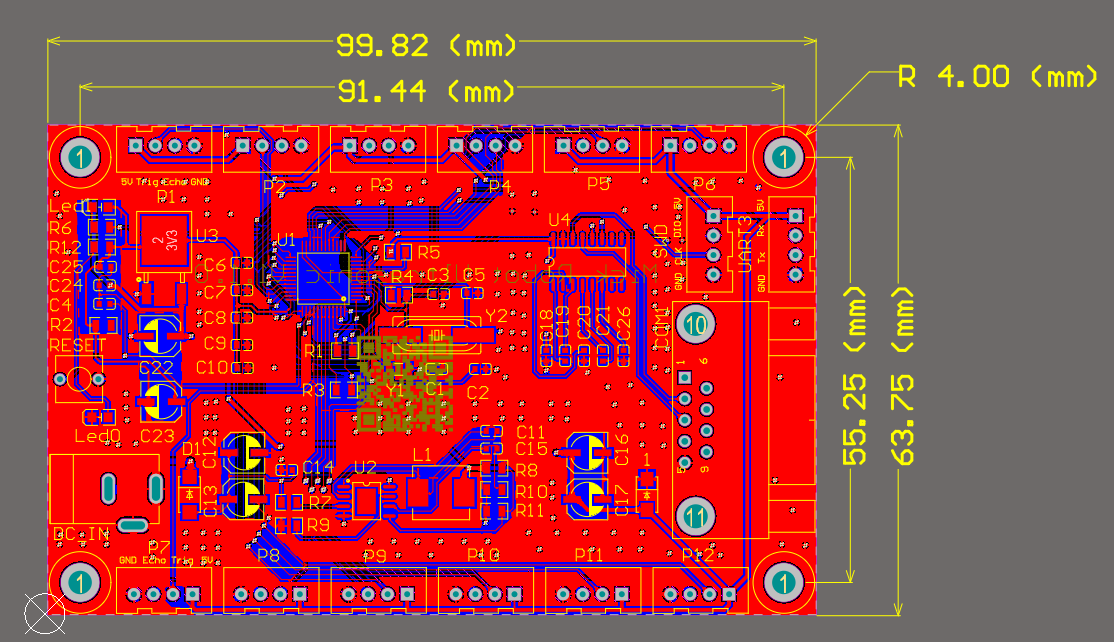 99.82 (mm)
91.44 (mm)
R 4.00 (mm)
1
1
5V Trig Echo GND
P1
P2
P3
P4
P5
P6
Led1
R6
R12
C25
C24
C4
R2
RESET
2
3V3
U3
U1
C6
C7
C8
C9
C10
R5
R4
C3
C5
U4
SWD
GND CLK DIO 5V
UART3
GND Tx Rx 5V
Y2
R1
R3
Y1
C1
C2
C18
C19
C20
C21
C26
COM1
10
1
6
5
9
11
C22
C23
Led0
D1
C12
C13
C14
U2
L1
C11
C15
R8
R10
R11
R7
R9
C16
C17
1
DC-IN
P7
GND Echo Trig 5V
P8
P9
P10
P11
P12
1
1
55.25 (mm)
63.75 (mm)